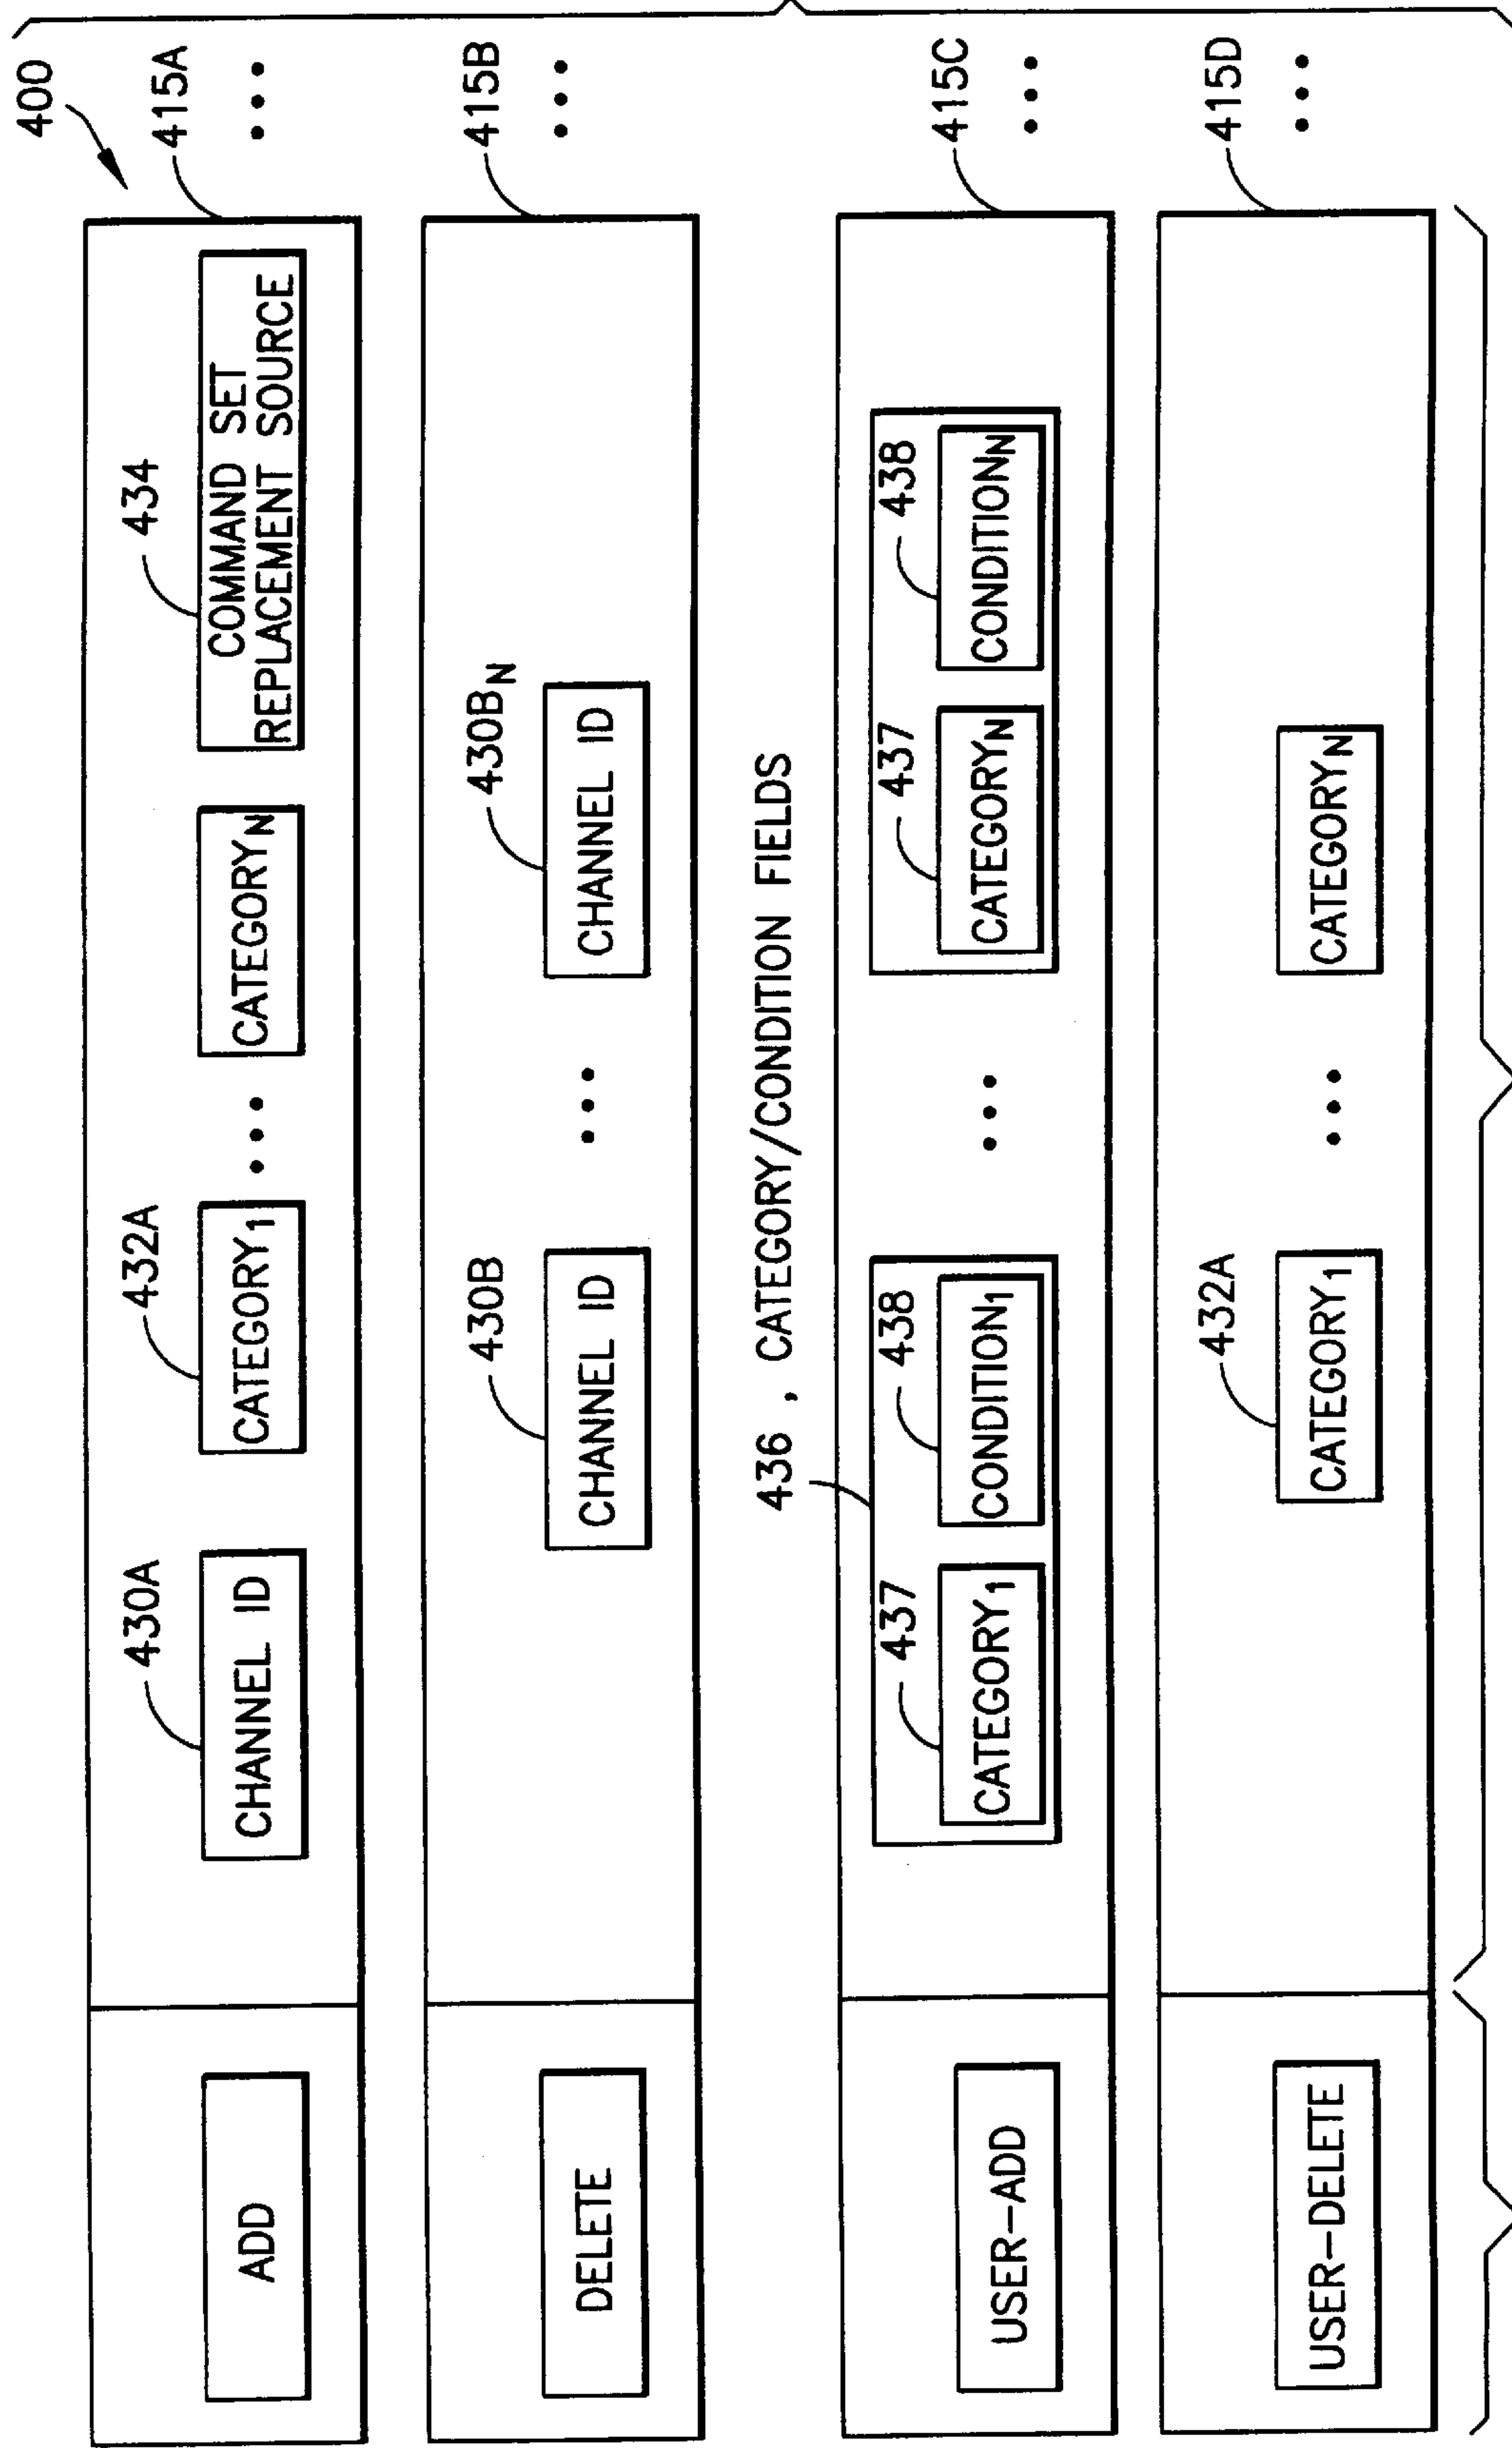 400
415A
430A
432A
434
ADD
CHANNEL ID
CATEGORY1
•••
CATEGORYN
COMMAND SET
REPLACEMENT SOURCE
•••
415B
430B
430BN
DELETE
CHANNEL ID
•••
CHANNEL ID
•••
436 , CATEGORY/CONDITION FIELDS
415C
437
438
437
438
USER-ADD
CATEGORY1
CONDITION1
•••
CATEGORYN
CONDITIONN
•••
415D
432A
USER-DELETE
CATEGORY1
•••
CATEGORYN
•••